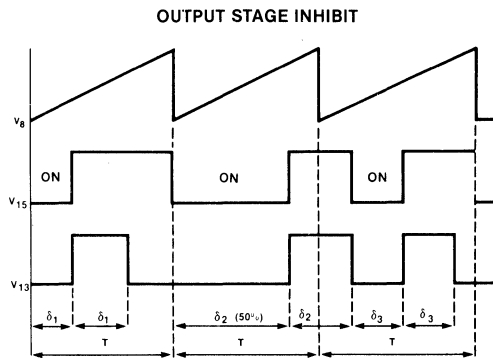 OUTPUT STAGE INHIBIT
V8
ON ON ON
V15
V13
δ1 δ1 δ2 (50%) δ2 δ3 δ3
T T T